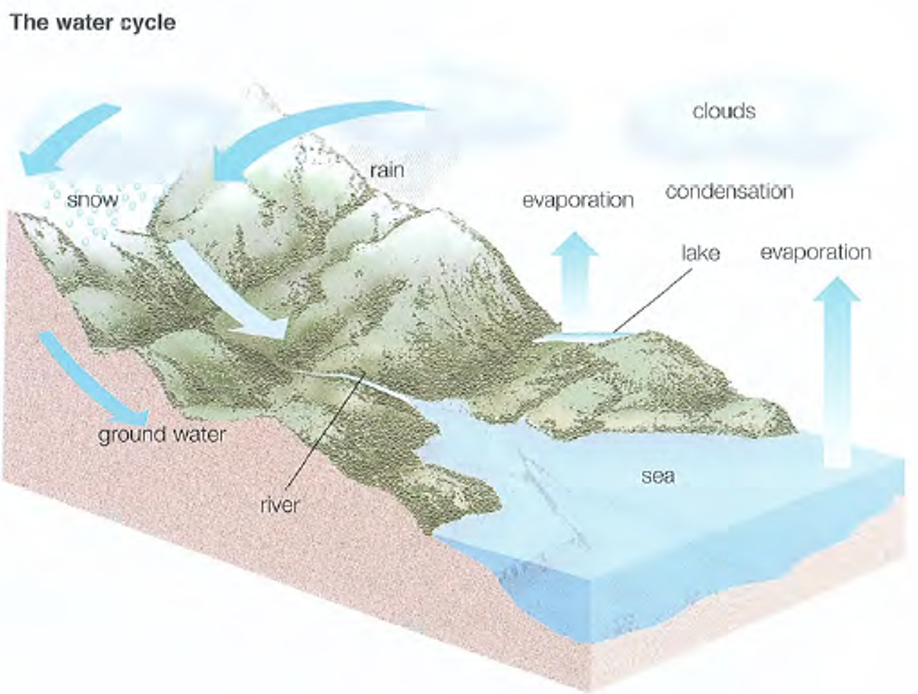 The water cycle
clouds
rain
condensation
snow
evaporation
lake
evaporation
ground water
sea
river